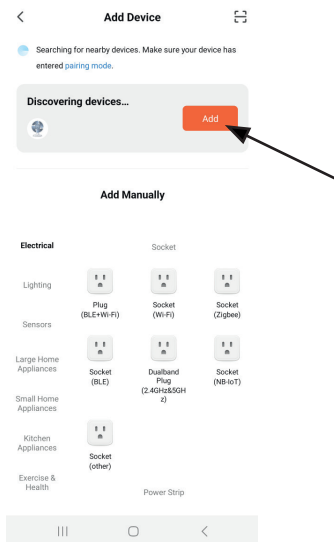 Add Device
Searching for nearby devices. Make sure your device has
entered pairing mode.
Discovering devices...
Add
Add Manually
Electrical
Socket
Lighting
Plug
(BLE+Wi-Fi)
Socket
(Wi-Fi)
Socket
(Zigbee)
Sensors
Large Home
Appliances
Socket
(BLE)
Dualband
Plug
(2.4GHz&5GH
z)
Socket
(NB-IoT)
Small Home
Appliances
Kitchen
Appliances
Socket
(other)
Exercise &
Health
Power Strip